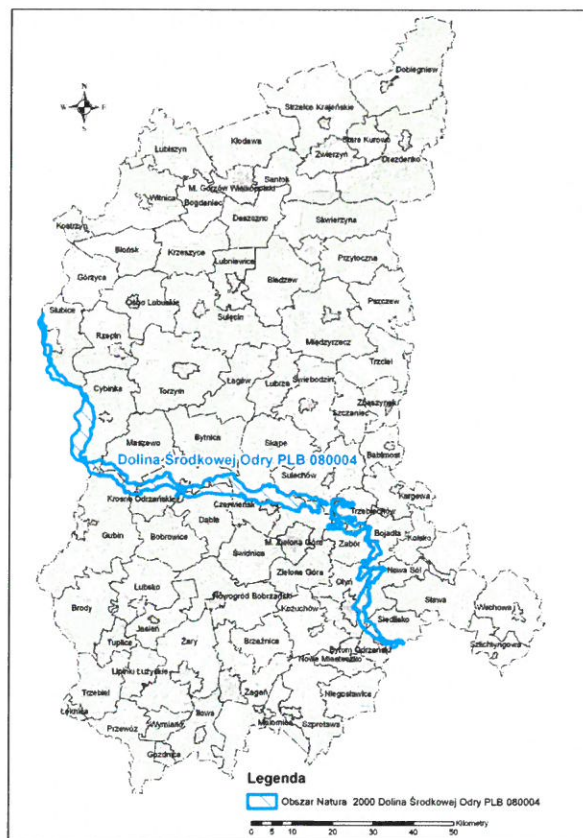 N
W
E
S
Dobiegniew
Strzelce Krajeńskie
Kłodawa
Stare Kurowo
Lubiszyn
Zwierzyn
Drezdenko
Santok
M. Gorzów Wielkopolski
Witnica
Bogdaniec
Deszczno
Skwierzyna
Kostrzyn
Krzeszyce
Lubniewice
Przytoczna
Bledzew
Górzyca
Ośno Lubuskie
Pszczew
Słubice
Sulęcin
Rzepin
Międzyrzecz
Trzciel
Cybinka
Torzym
Łagów
Lubrza
Świebodzin
Zbąszynek
Szczaniec
Maszewo
Bytnica
Skąpe
Babimost
Dolina Środkowej Odry PLB 080004
Sulechów
Kargowa
Krosno Odrzańskie
Czerwieńsk
Trzebiechów
Dąbie
Bojadła
Kolsko
Gubin
Bobrowice
M. Zielona Góra
Zabór
Świdnica
Zielona Góra
Nowa Sól
Otyń
Lubsko
Nowogród Bobrzański
Sława
Brody
Kożuchów
Siedlisko
Wschowa
Jasień
Tuplice
Żary
Brzeźnica
Bytom Odrzański
Szlichtyngowa
Nowe Miasteczko
Lipinki Łużyckie
Trzebiel
Żagań
Niegosławice
Łęknica
Przewóz
Wymiarki
Iłowa
Małomice
Szprotawa
Gozdnica
Legenda
Obszar Natura 2000 Dolina Środkowej Odry PLB 080004
0 5 10 20 30 40 50 Kilometry